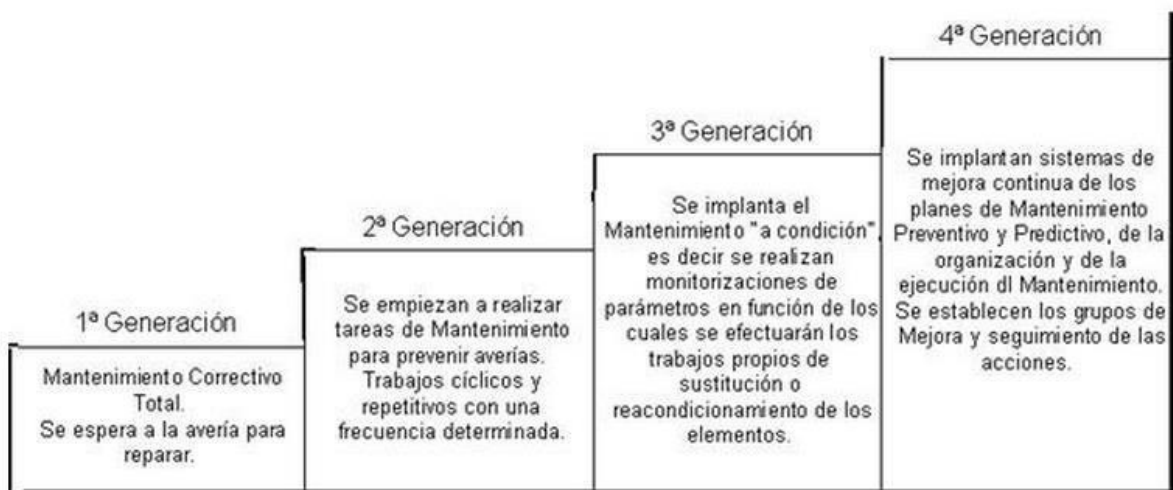 1ª Generación
Mantenimiento Correctivo
Total.
Se espera a la avería para
reparar.
2ª Generación
Se empiezan a realizar
tareas de Mantenimiento
para prevenir averías.
Trabajos cíclicos y
repetitivos con una
frecuencia determinada.
3ª Generación
Se implanta el
Mantenimiento "a condición",
es decir se realizan
monitorizaciones de
parámetros en función de los
cuales se efectuarán los
trabajos propios de
sustitución o
reacondicionamiento de los
elementos.
4ª Generación
Se implantan sistemas de
mejora continua de los
planes de Mantenimiento
Preventivo y Predictivo, de la
organización y de la
ejecución dl Mantenimiento.
Se establecen los grupos de
Mejora y seguimiento de las
acciones.